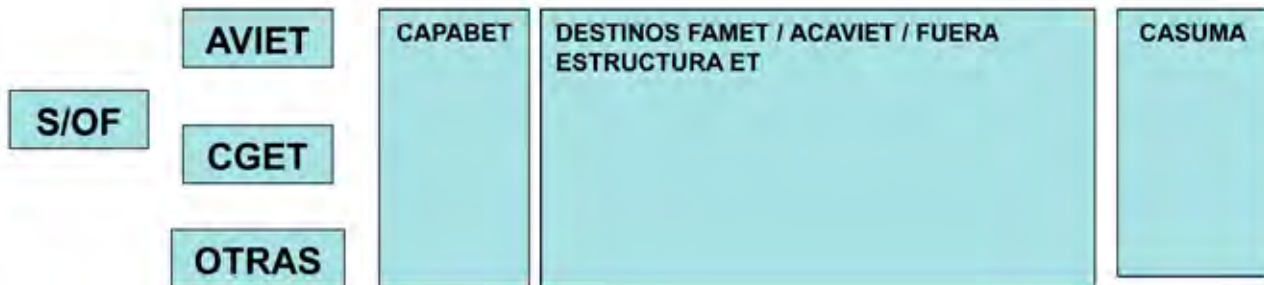 S/OF
AVIET
CGET
OTRAS
CAPABET
DESTINOS FAMET / ACAVIET / FUERA
ESTRUCTURA ET
CASUMA